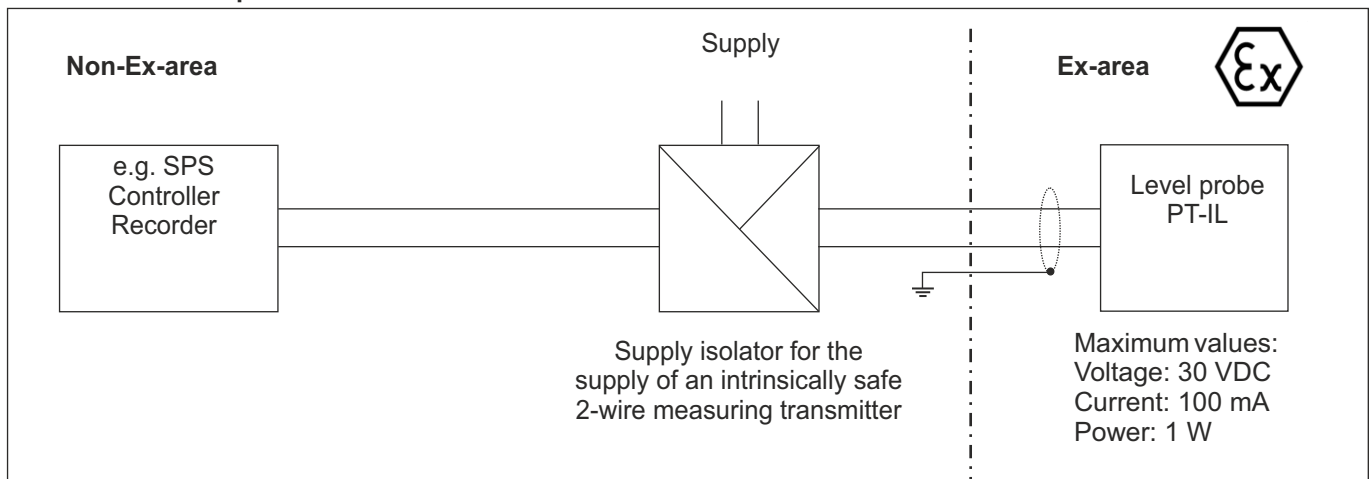 Supply
Non-Ex-area
Ex-area
Ex
e.g. SPS
Controller
Recorder
Level probe
PT-IL
Supply isolator for the
supply of an intrinsically safe
2-wire measuring transmitter
Maximum values:
Voltage: 30 VDC
Current: 100 mA
Power: 1 W